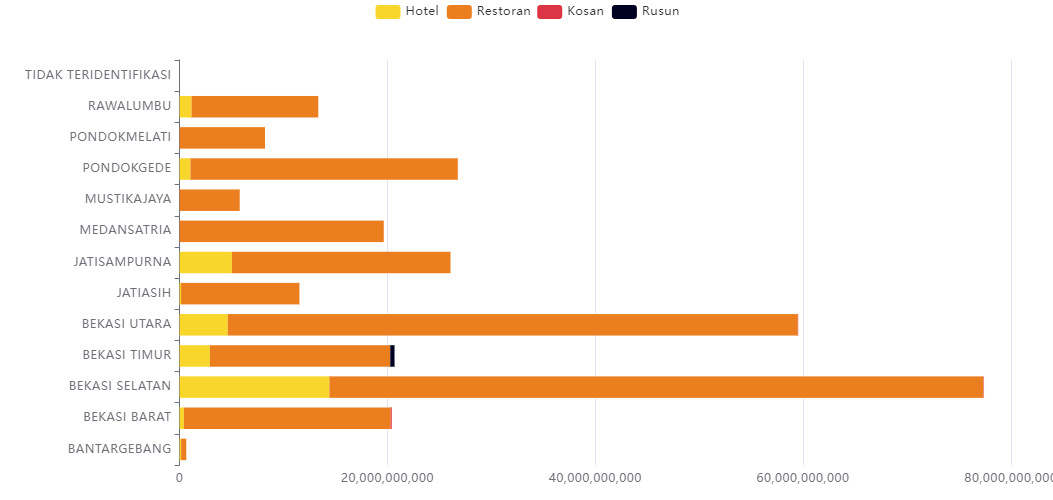 Hotel Restoran Kosan Rusun
TIDAK TERIDENTIFIKASI
RAWALUMBU
PONDOKMELATI
PONDOKGEDE
MUSTIKAJAYA
MEDANSATRIA
JATISAMPURNA
JATIASIH
BEKASI UTARA
BEKASI TIMUR
BEKASI SELATAN
BEKASI BARAT
BANTARGEBANG
0 20,000,000,000 40,000,000,000 60,000,000,000 80,000,000,000